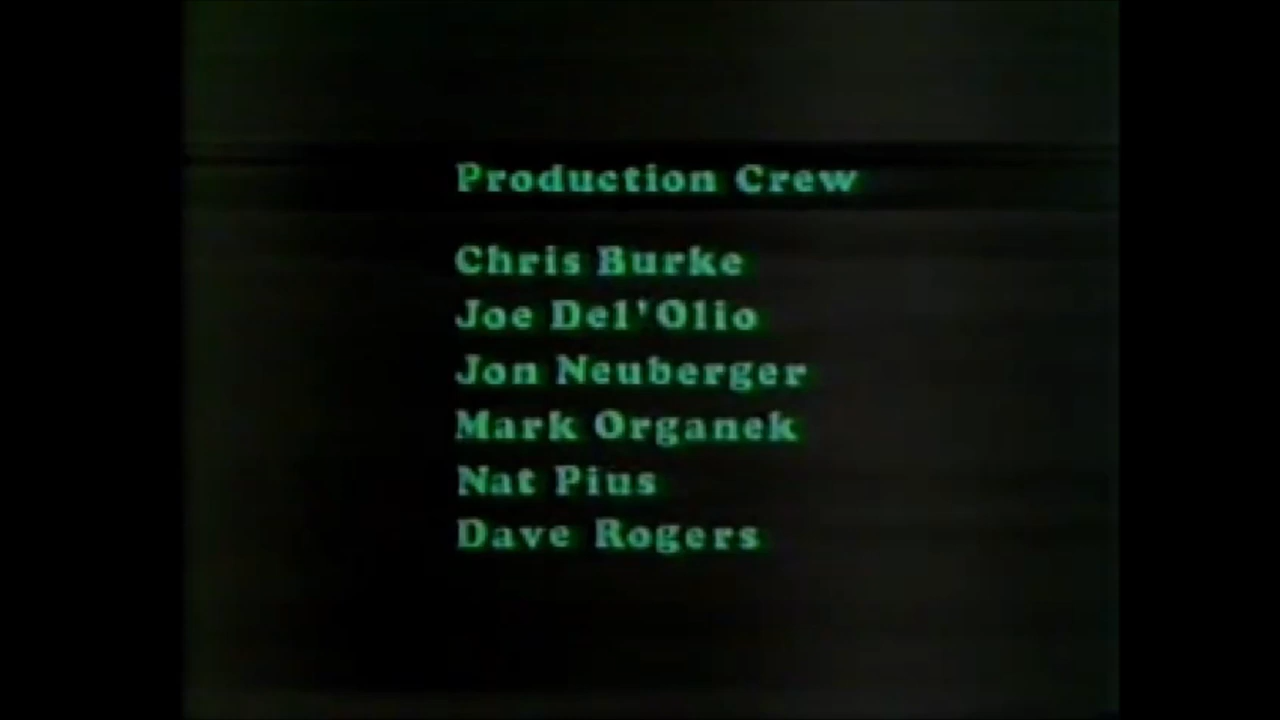 Production Crew
Chris Burke
Joe Del'Olio
Jon Neuberger
Mark Organek
Nat Pius
Dave Rogers